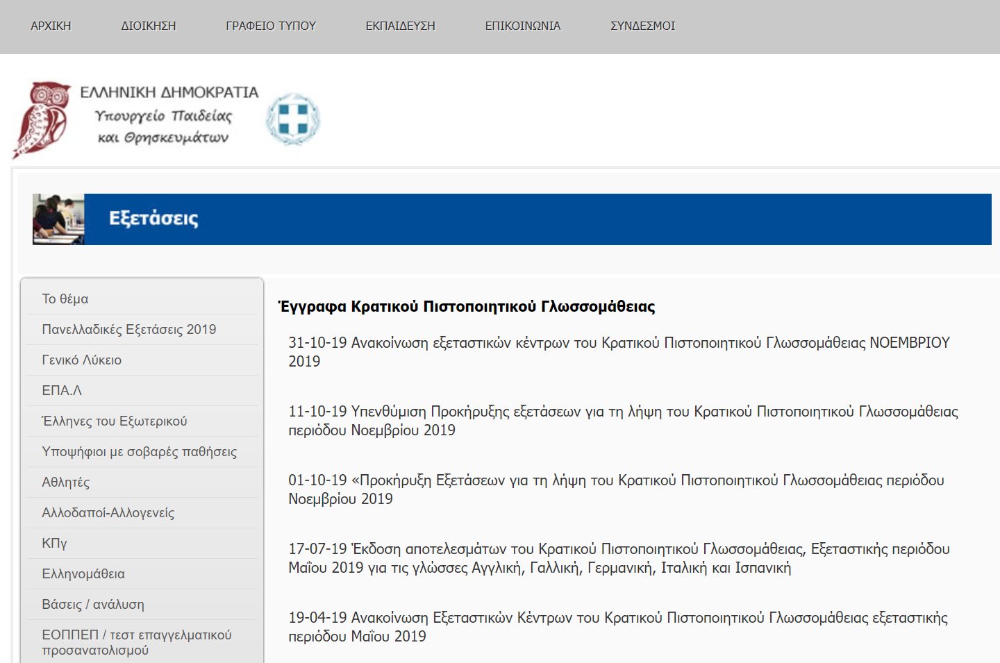 ΑΡΧΙΚΗ ΔΙΟΙΚΗΣΗ ΓΡΑΦΕΙΟ ΤΥΠΟΥ ΕΚΠΑΙΔΕΥΣΗ ΕΠΙΚΟΙΝΩΝΙΑ ΣΥΝΔΕΣΜΟΙ
ΕΛΛΗΝΙΚΗ ΔΗΜΟΚΡΑΤΙΑ
Υπουργείο Παιδείας
και Θρησκευμάτων
Εξετάσεις
Το θέμα
Πανελλαδικές Εξετάσεις 2019
Γενικό Λύκειο
ΕΠΑ.Λ
Έλληνες του Εξωτερικού
Υποψήφιοι με σοβαρές παθήσεις
Αθλητές
Αλλοδαποί-Αλλογενείς
ΚΠγ
Ελληνομάθεια
Βάσεις / ανάλυση
ΕΟΠΠΕΠ / τεστ επαγγελματικού
προσανατολισμού
Έγγραφα Κρατικού Πιστοποιητικού Γλωσσομάθειας
31-10-19 Ανακοίνωση εξεταστικών κέντρων του Κρατικού Πιστοποιητικού Γλωσσομάθειας ΝΟΕΜΒΡΙΟΥ
2019
11-10-19 Υπενθύμιση Προκήρυξης εξετάσεων για τη λήψη του Κρατικού Πιστοποιητικού Γλωσσομάθειας
περιόδου Νοεμβρίου 2019
01-10-19 «Προκήρυξη Εξετάσεων για τη λήψη του Κρατικού Πιστοποιητικού Γλωσσομάθειας περιόδου
Νοεμβρίου 2019
17-07-19 Έκδοση αποτελεσμάτων του Κρατικού Πιστοποιητικού Γλωσσομάθειας, Εξεταστικής περιόδου
Μαΐου 2019 για τις γλώσσες Αγγλική, Γαλλική, Γερμανική, Ιταλική και Ισπανική
19-04-19 Ανακοίνωση Εξεταστικών Κέντρων του Κρατικού Πιστοποιητικού Γλωσσομάθειας εξεταστικής
περιόδου Μαΐου 2019